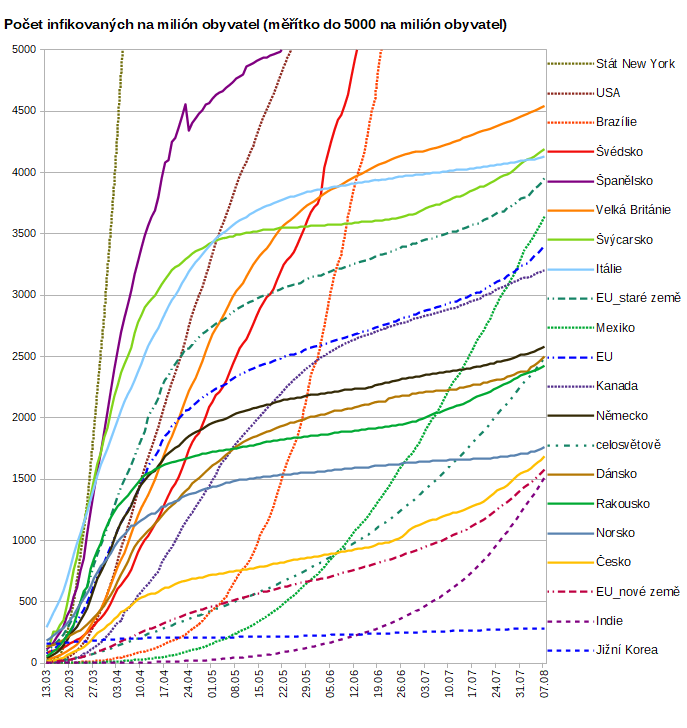 Počet infikovaných na milión obyvatel (měřítko do 5000 na milión obyvatel)
5000
4500
4000
3500
3000
2500
2000
1500
1000
500
0
13.03
20.03
27.03
03.04
10.04
17.04
24.04
01.05
08.05
15.05
22.05
29.05
05.06
12.06
19.06
26.06
03.07
10.07
17.07
24.07
31.07
07.08
Stát New York
USA
Brazílie
Švédsko
Španělsko
Velká Británie
Švýcarsko
Itálie
EU_staré země
Mexiko
EU
Kanada
Německo
celosvětově
Dánsko
Rakousko
Norsko
Česko
EU_nové země
Indie
Jižní Korea